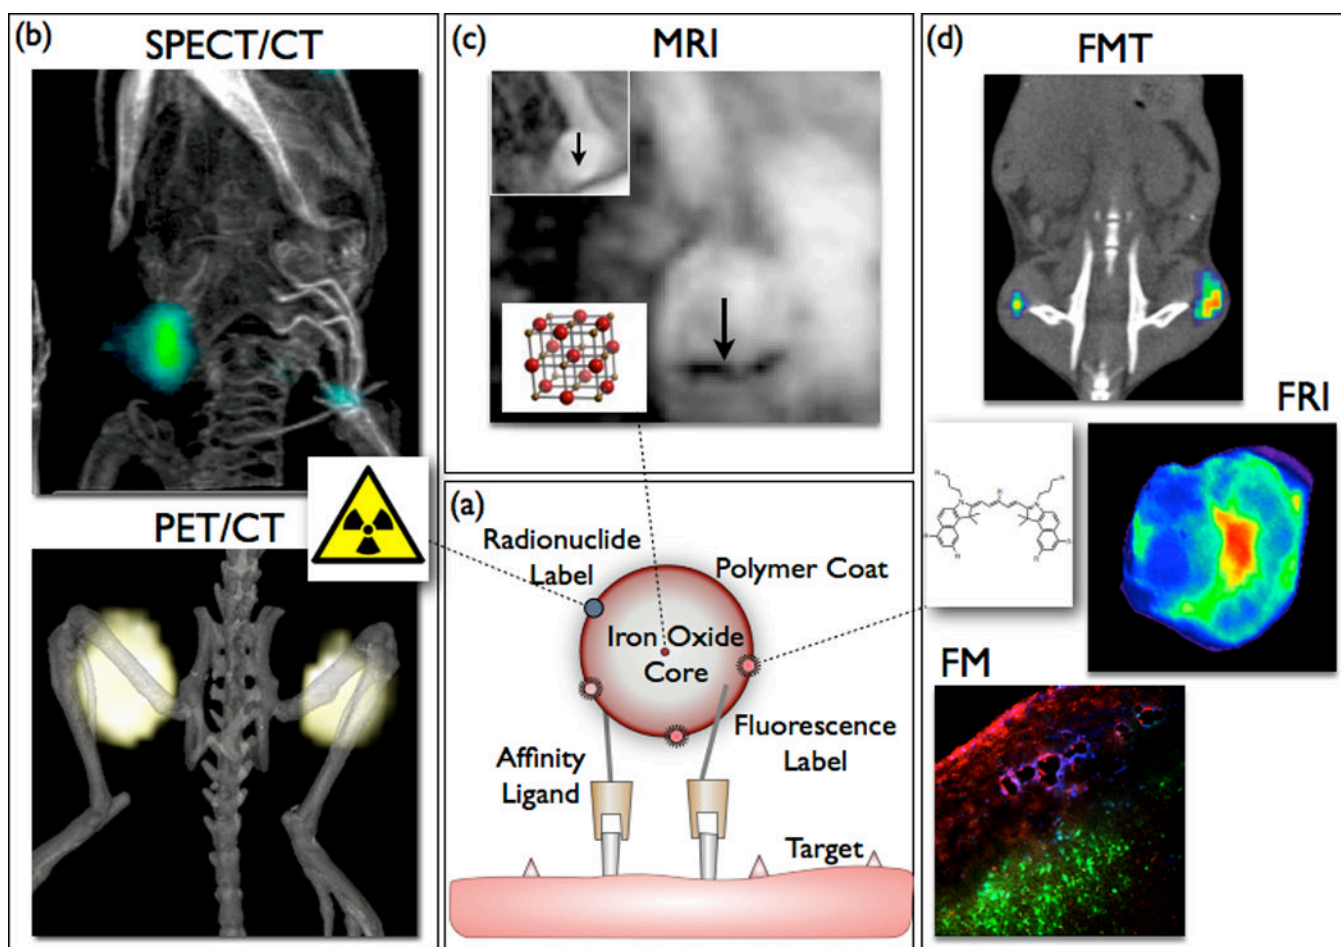 (b)
SPECT/CT
PET/CT
(c)
MRI
(a)
Radionuclide
Label
Polymer Coat
Iron Oxide
Core
Affinity
Ligand
Fluorescence
Label
Target
(d)
FMT
FRI
FM